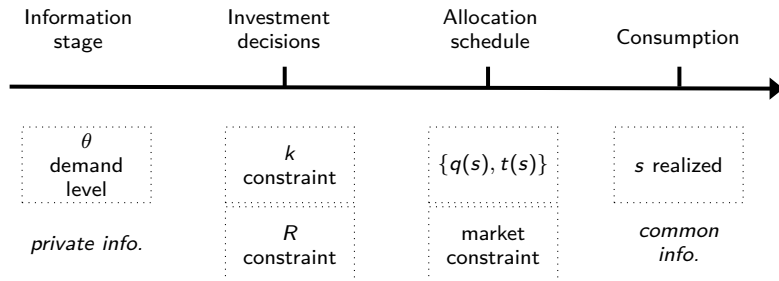 Information
stage
Investment
decisions
Allocation
schedule
Consumption
θ
demand
level
k
constraint
{q(s), t(s)}
s realized
private info.
R
constraint
market
constraint
common
info.